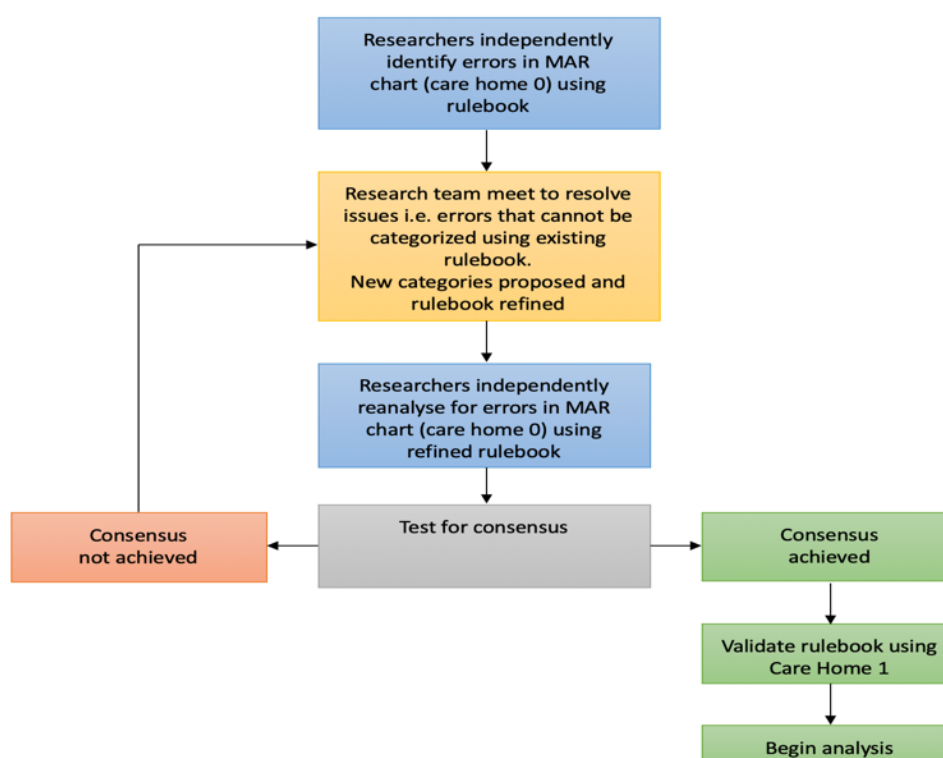 Researchers independently
identify errors in MAR
chart (care home 0) using
rulebook
Research team meet to resolve
issues i.e. errors that cannot be
categorized using existing
rulebook.
New categories proposed and
rulebook refined
Researchers independently
reanalyse for errors in MAR
chart (care home 0) using
refined rulebook
Consensus
not achieved
Test for consensus
Consensus
achieved
Validate rulebook using
Care Home 1
Begin analysis